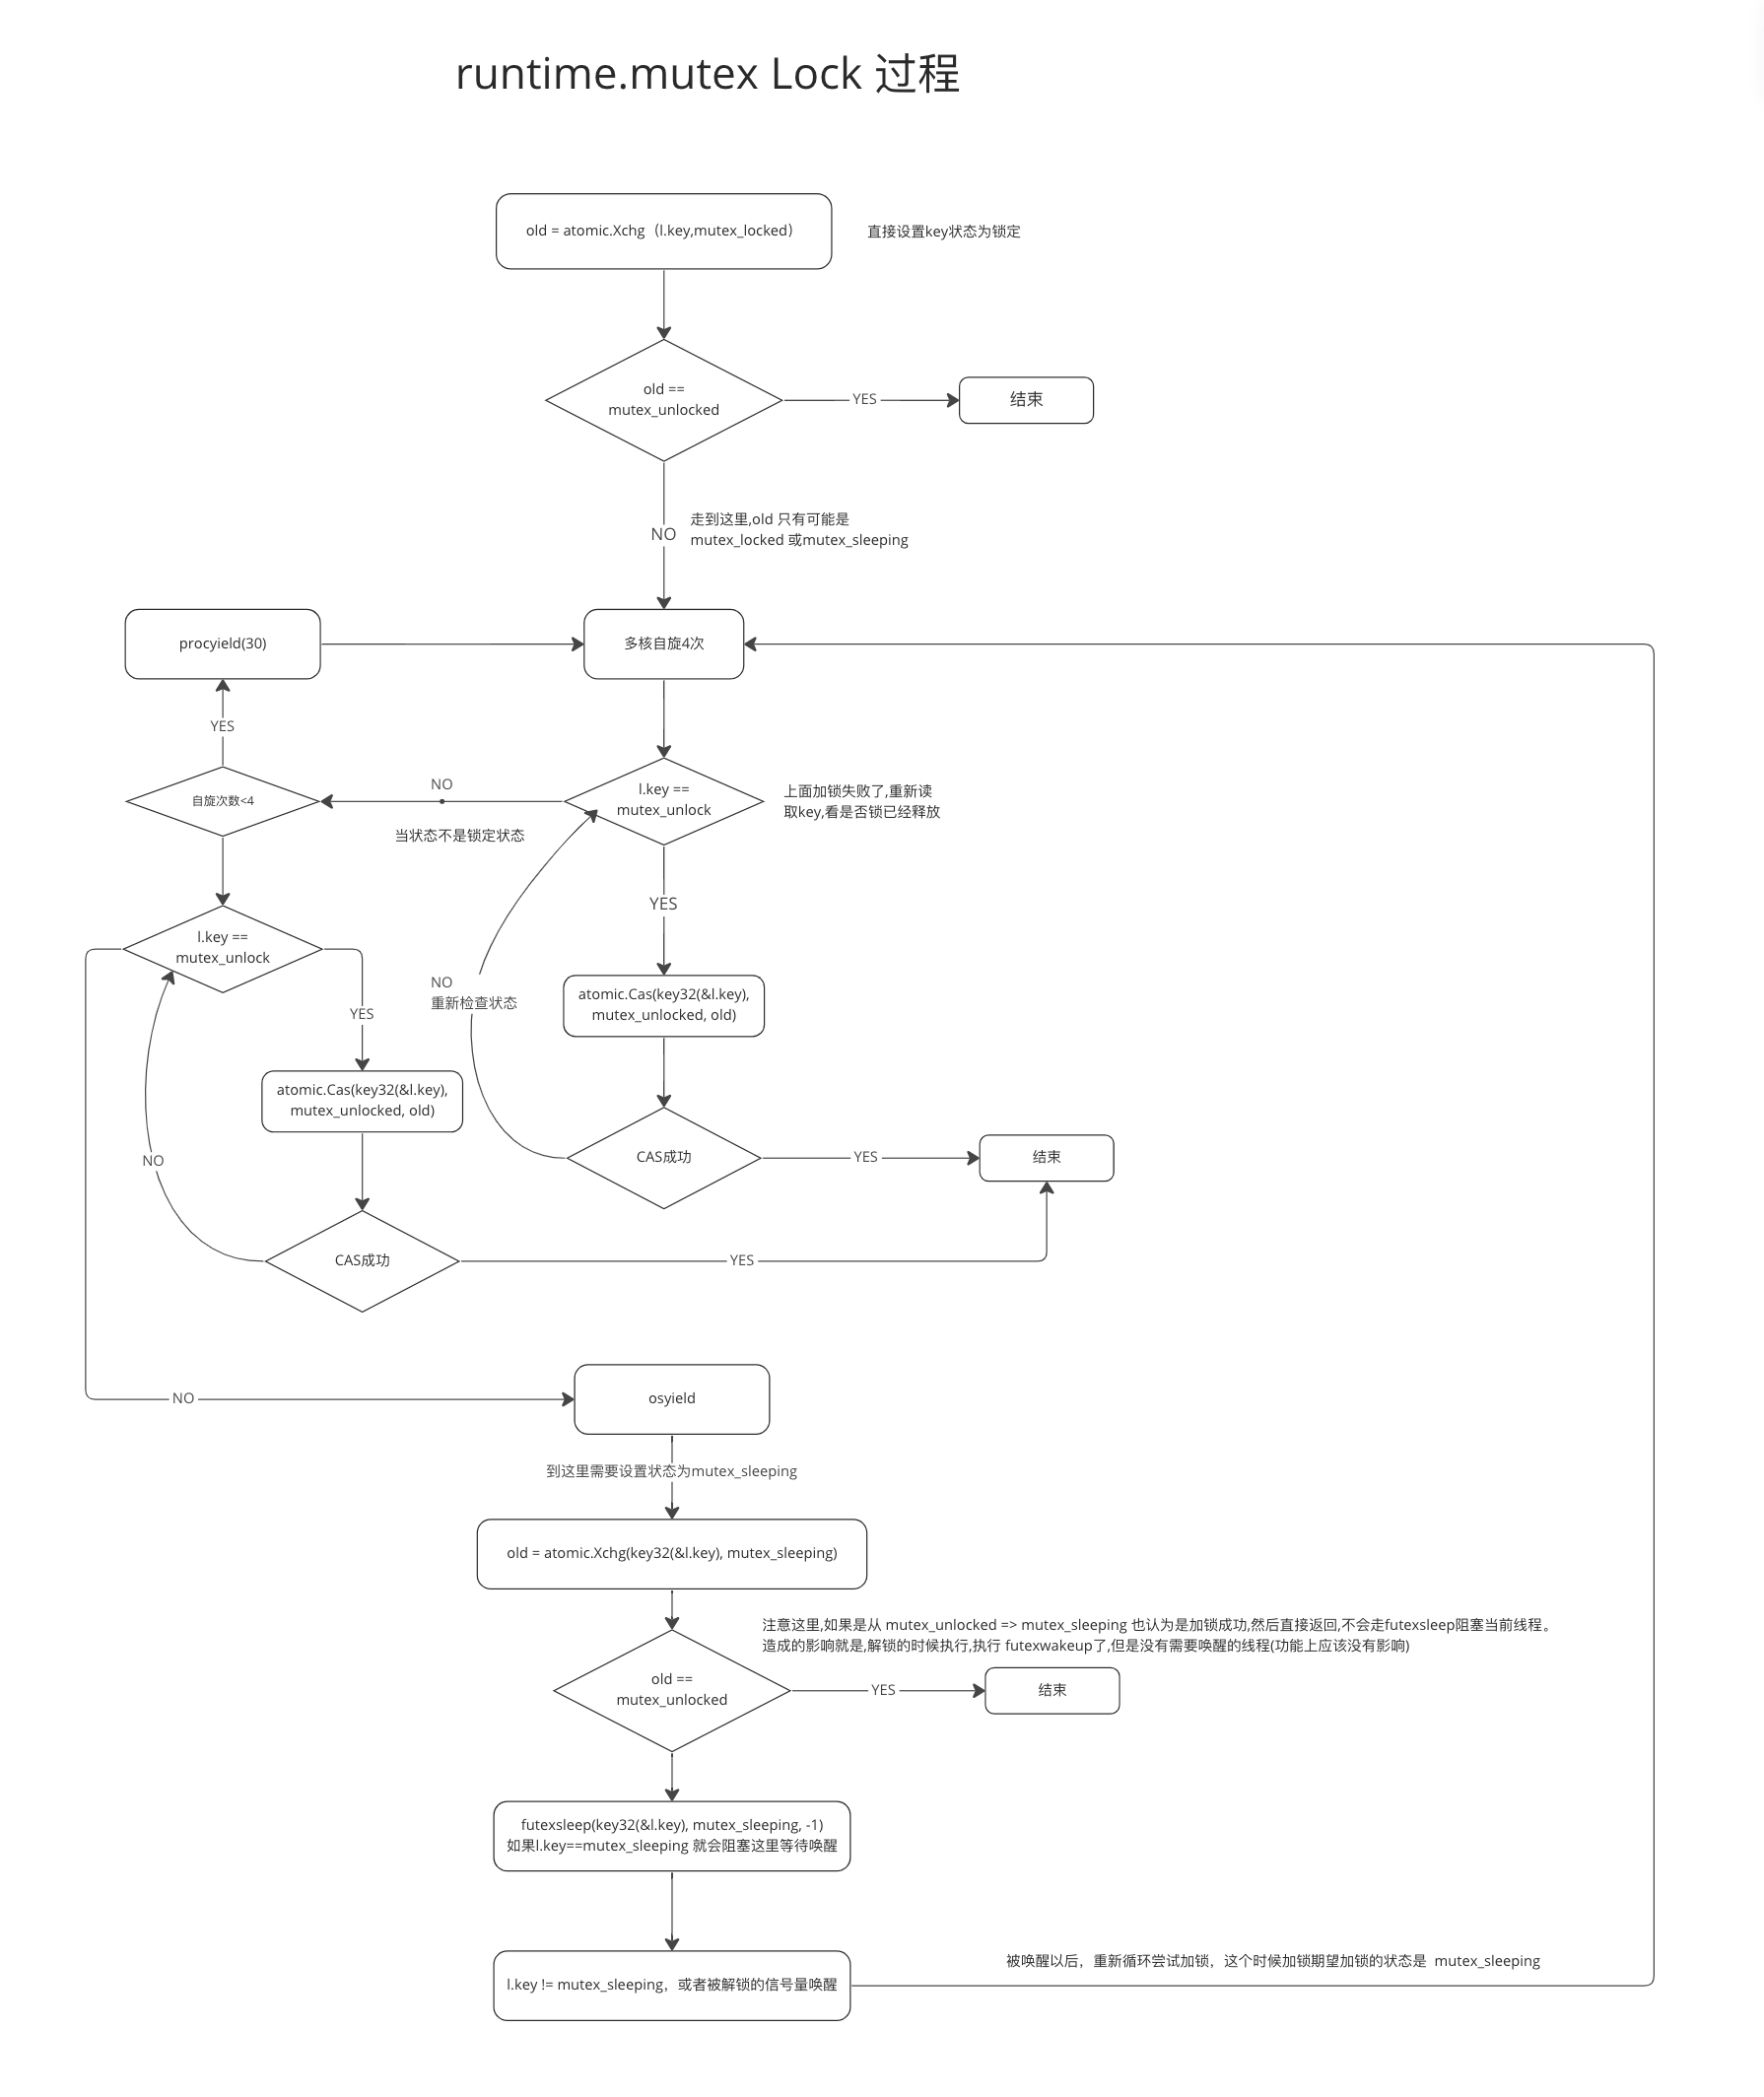 runtime.mutex Lock 过程
old = atomic.Xchg（l.key,mutex_locked）
直接设置key状态为锁定
old ==
mutex_unlocked
YES
结束
NO
走到这里,old 只有可能是
mutex_locked 或mutex_sleeping
procyield(30)
多核自旋4次
YES
自旋次数<4
NO
当状态不是锁定状态
l.key ==
mutex_unlock
上面加锁失败了,重新读
取key,看是否锁已经释放
YES
l.key ==
mutex_unlock
NO
重新检查状态
atomic.Cas(key32(&l.key),
mutex_unlocked, old)
YES
atomic.Cas(key32(&l.key),
mutex_unlocked, old)
NO
CAS成功
YES
结束
CAS成功
YES
NO
osyield
到这里需要设置状态为mutex_sleeping
old = atomic.Xchg(key32(&l.key), mutex_sleeping)
注意这里,如果是从 mutex_unlocked => mutex_sleeping 也认为是加锁成功,然后直接返回,不会走futexsleep阻塞当前线程。
造成的影响就是,解锁的时候执行,执行 futexwakeup了,但是没有需要唤醒的线程(功能上应该没有影响)
old ==
mutex_unlocked
YES
结束
futexsleep(key32(&l.key), mutex_sleeping, -1)
如果l.key==mutex_sleeping 就会阻塞这里等待唤醒
被唤醒以后，重新循环尝试加锁，这个时候加锁期望加锁的状态是 mutex_sleeping
l.key != mutex_sleeping，或者被解锁的信号量唤醒